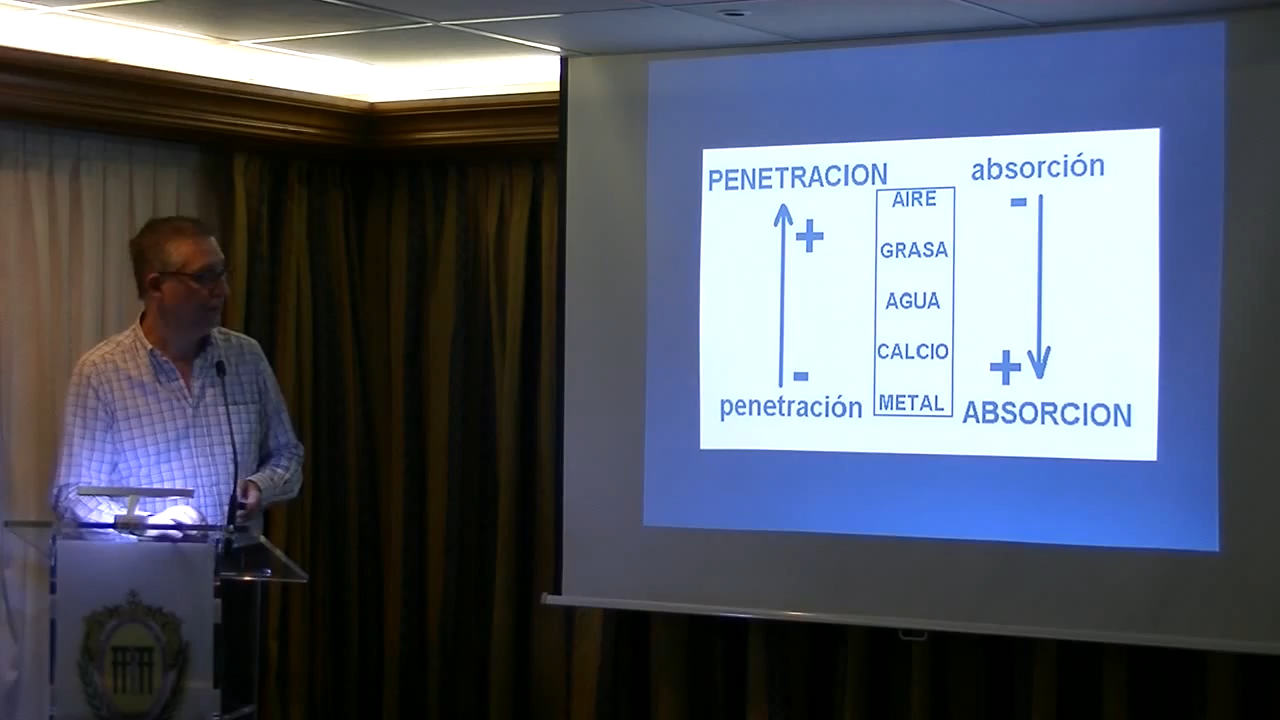 PENETRACION
absorción
AIRE
-
+
GRASA
AGUA
CALCIO
-
+
METAL
penetración
ABSORCION